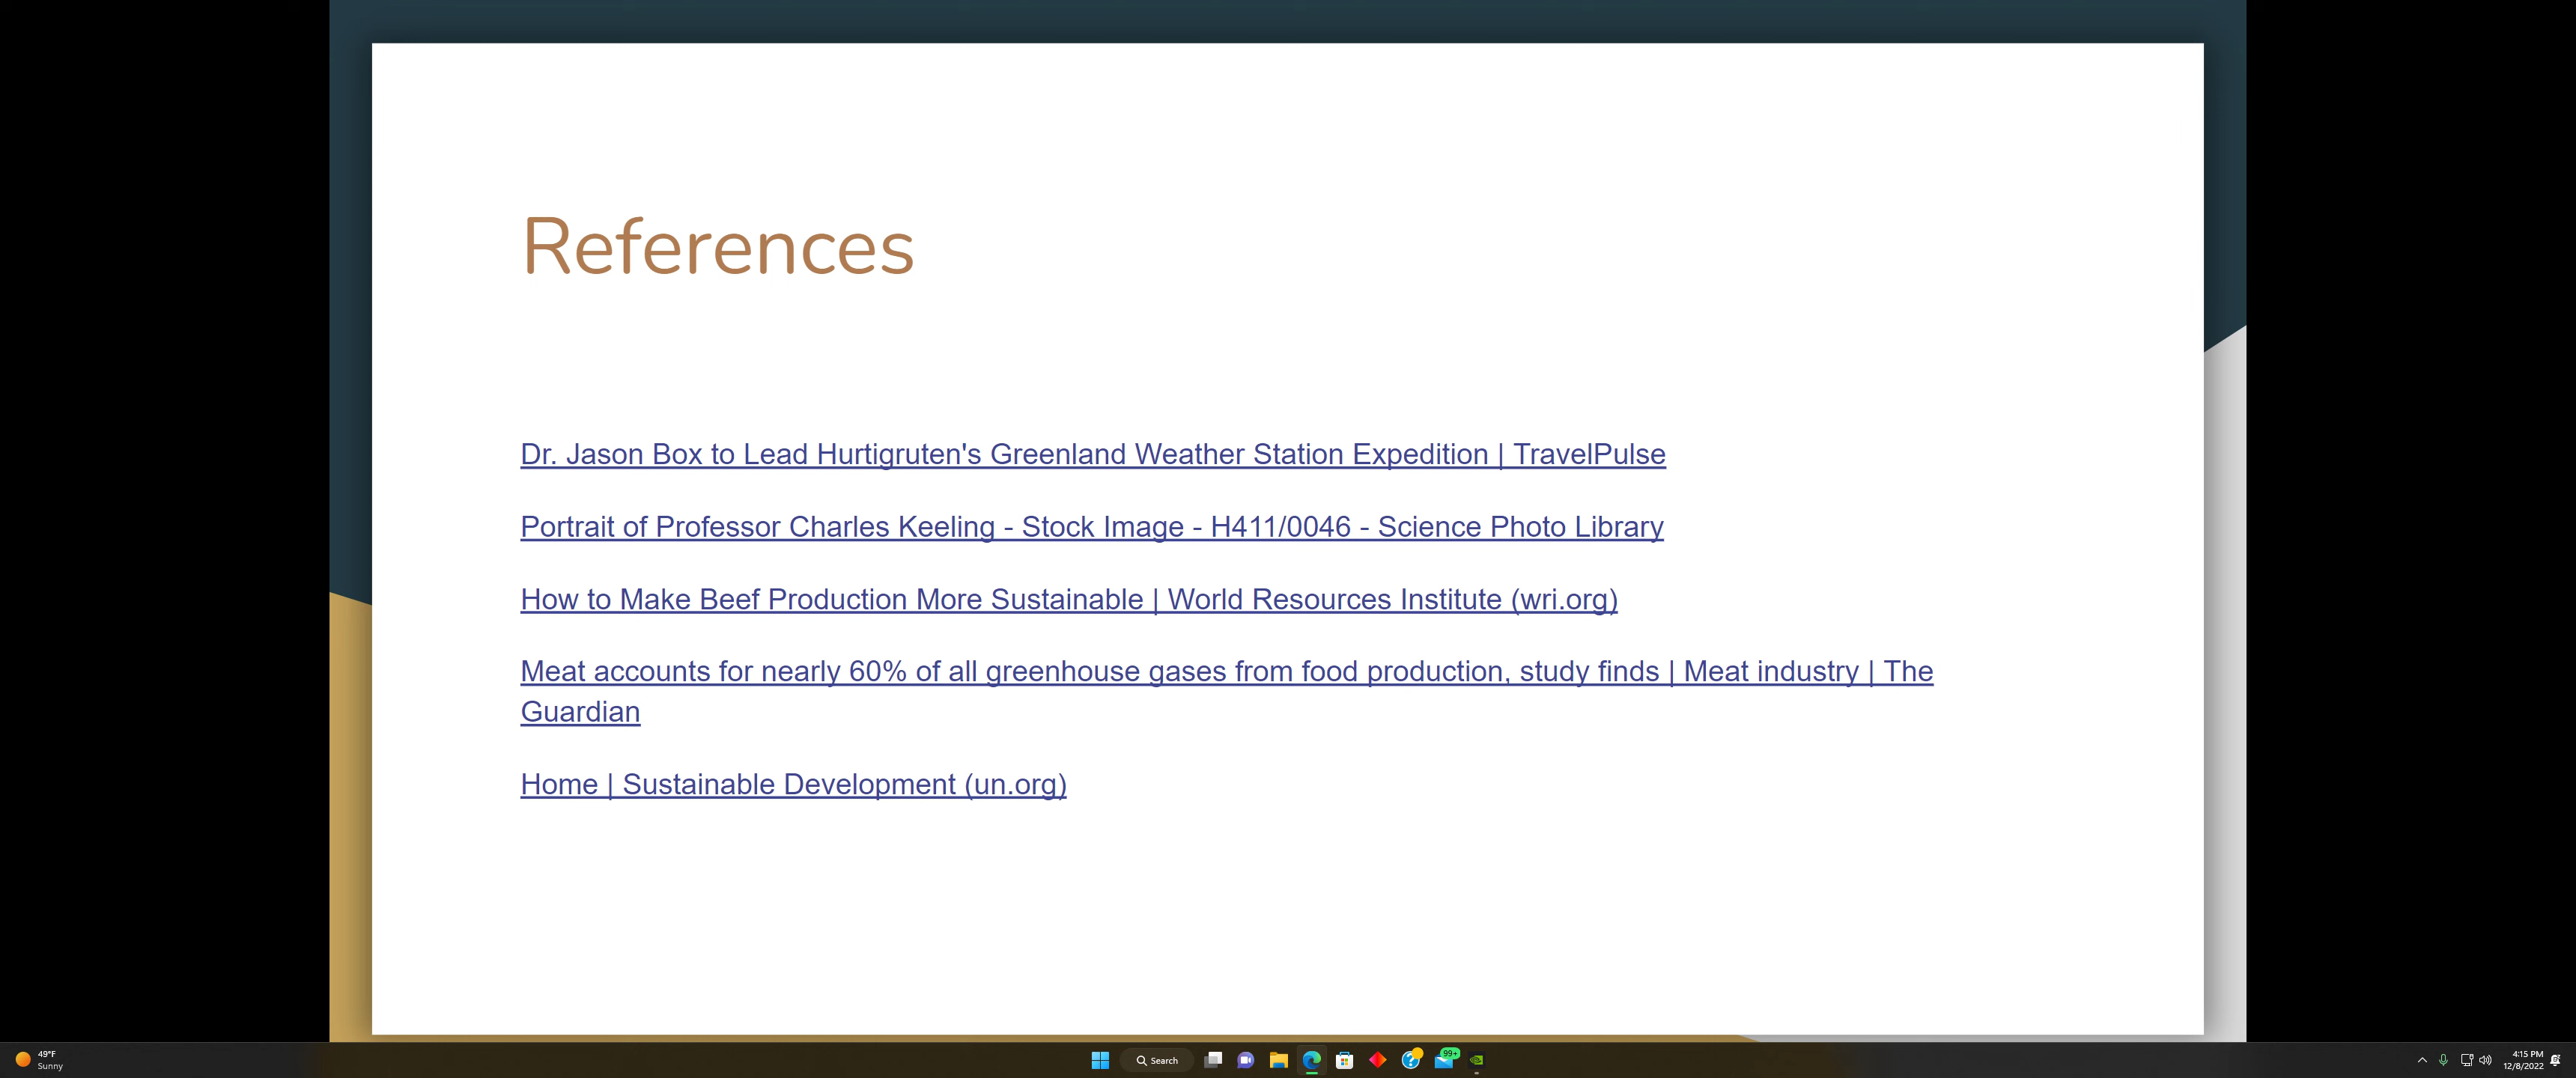 References
Dr. Jason Box to Lead Hurtigruten's Greenland Weather Station Expedition | TravelPulse
Portrait of Professor Charles Keeling - Stock Image - H411/0046 - Science Photo Library
How to Make Beef Production More Sustainable | World Resources Institute (wri.org)
Meat accounts for nearly 60% of all greenhouse gases from food production, study finds | Meat industry | The
Guardian
Home | Sustainable Development (un.org)
49°F
Sunny
Search
99+
4:15 PM
12/8/2022